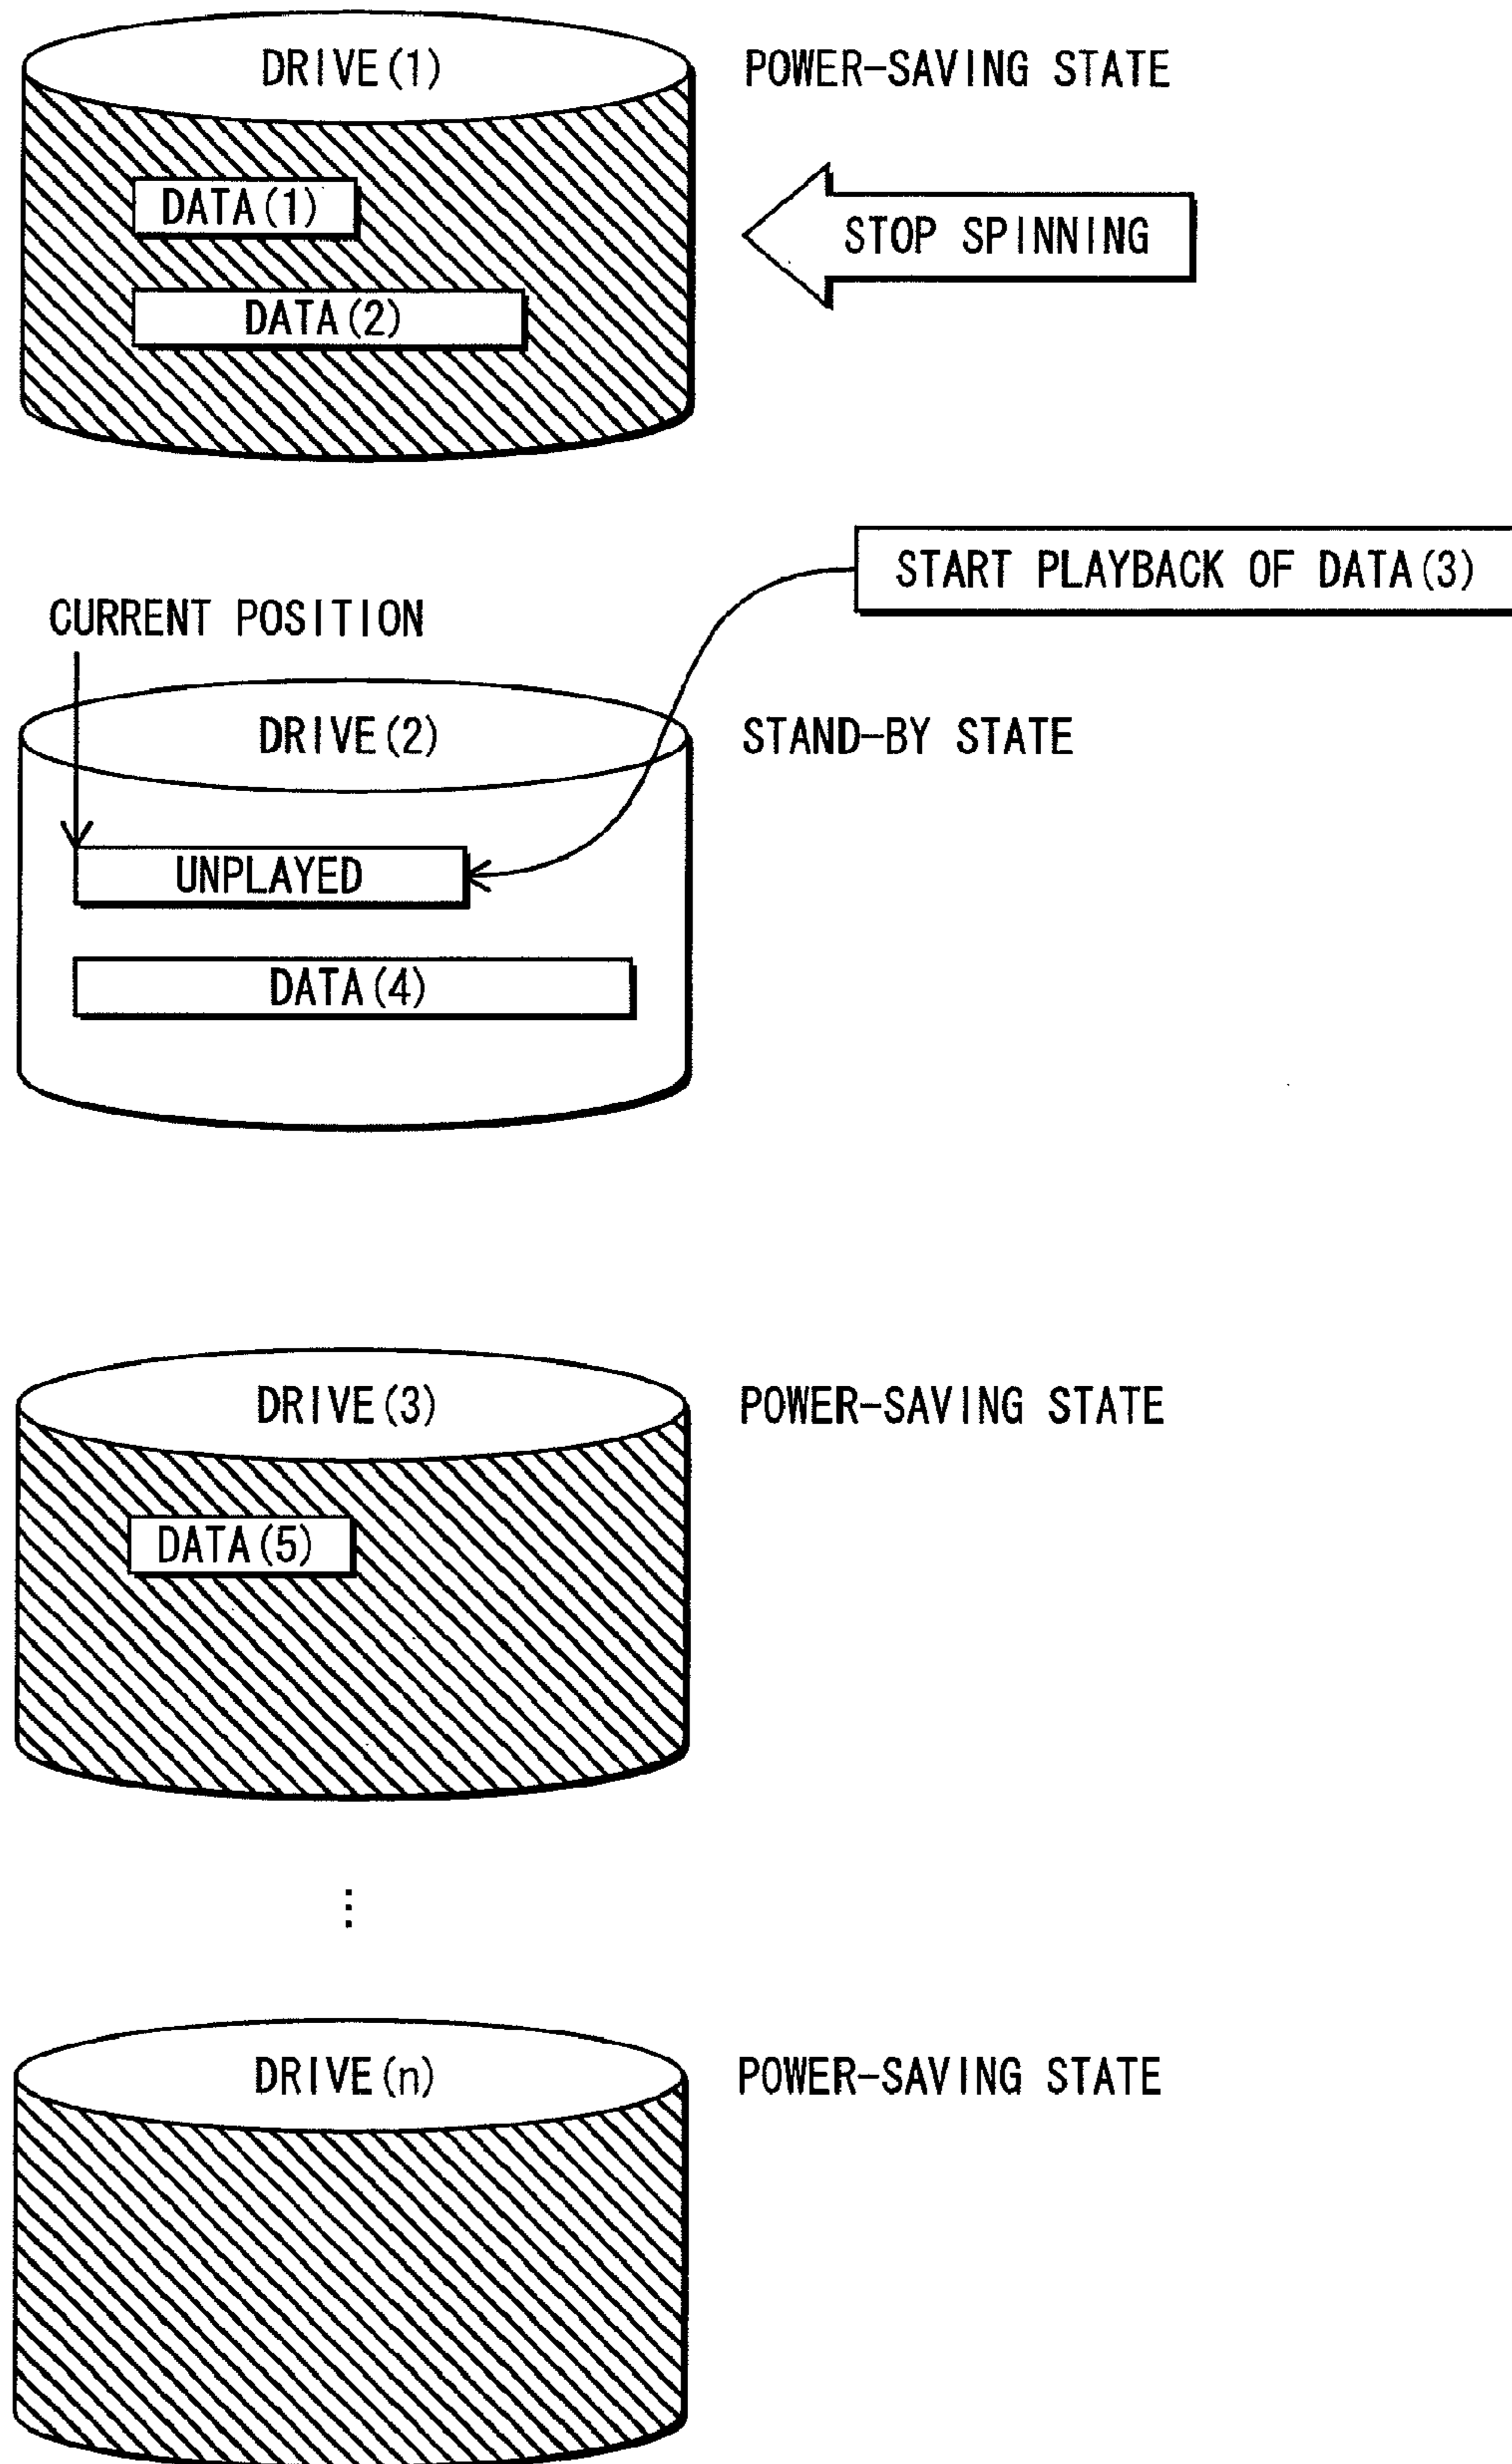 DRIVE(1)
POWER-SAVING STATE
DATA(1)
STOP SPINNING
DATA(2)
START PLAYBACK OF DATA(3)
CURRENT POSITION
DRIVE(2)
STAND-BY STATE
UNPLAYED
DATA(4)
DRIVE(3)
POWER-SAVING STATE
DATA(5)
⋮
DRIVE(n)
POWER-SAVING STATE